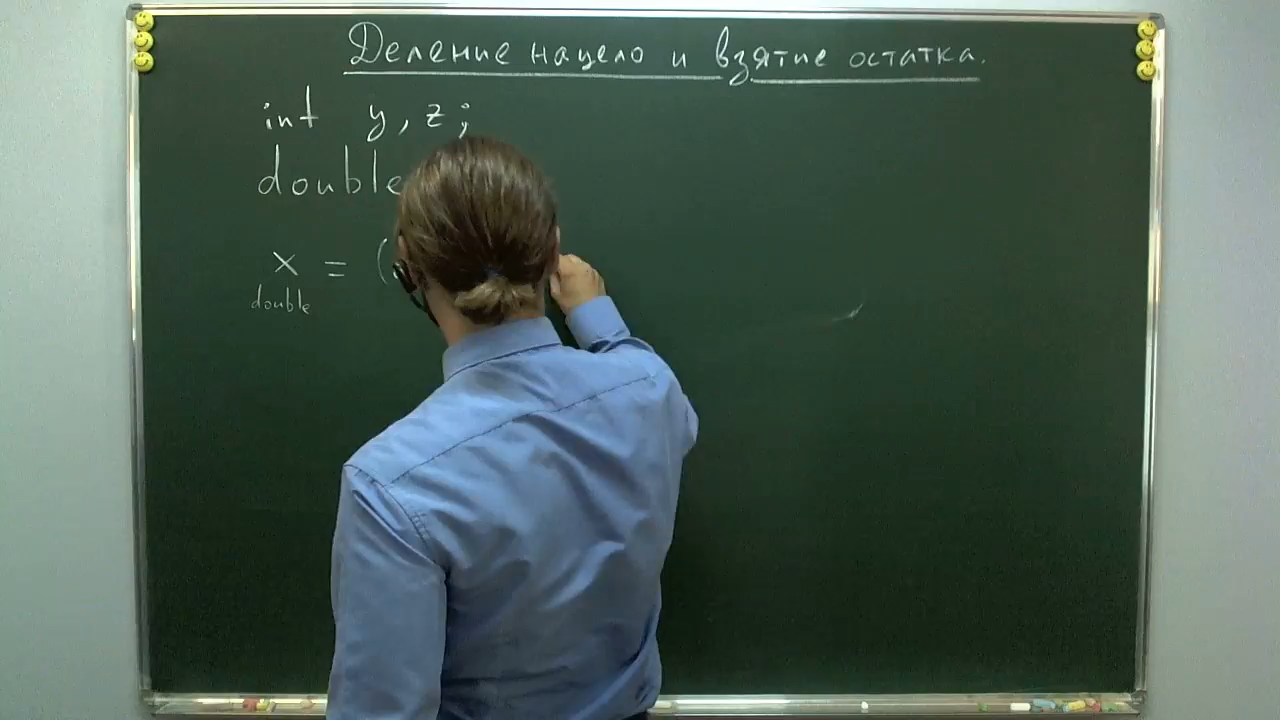 Деление нацело и взятие остатка.
int y, z;
double
x = (
double